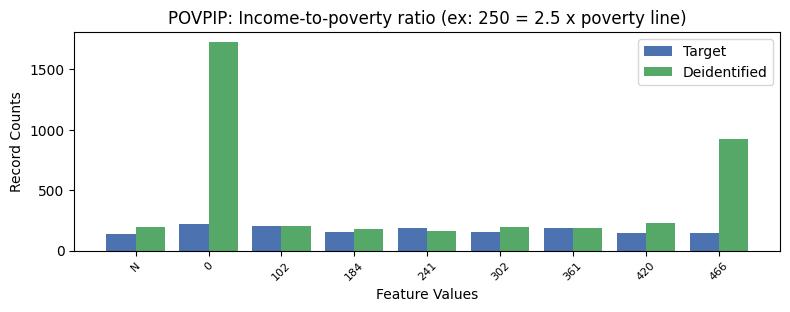 POVPIP: Income-to-poverty ratio (ex: 250 = 2.5 x poverty line)
Target
Deidentified
Record Counts
1500
1000
500
0
N
0
102
184
241
302
361
420
466
Feature Values